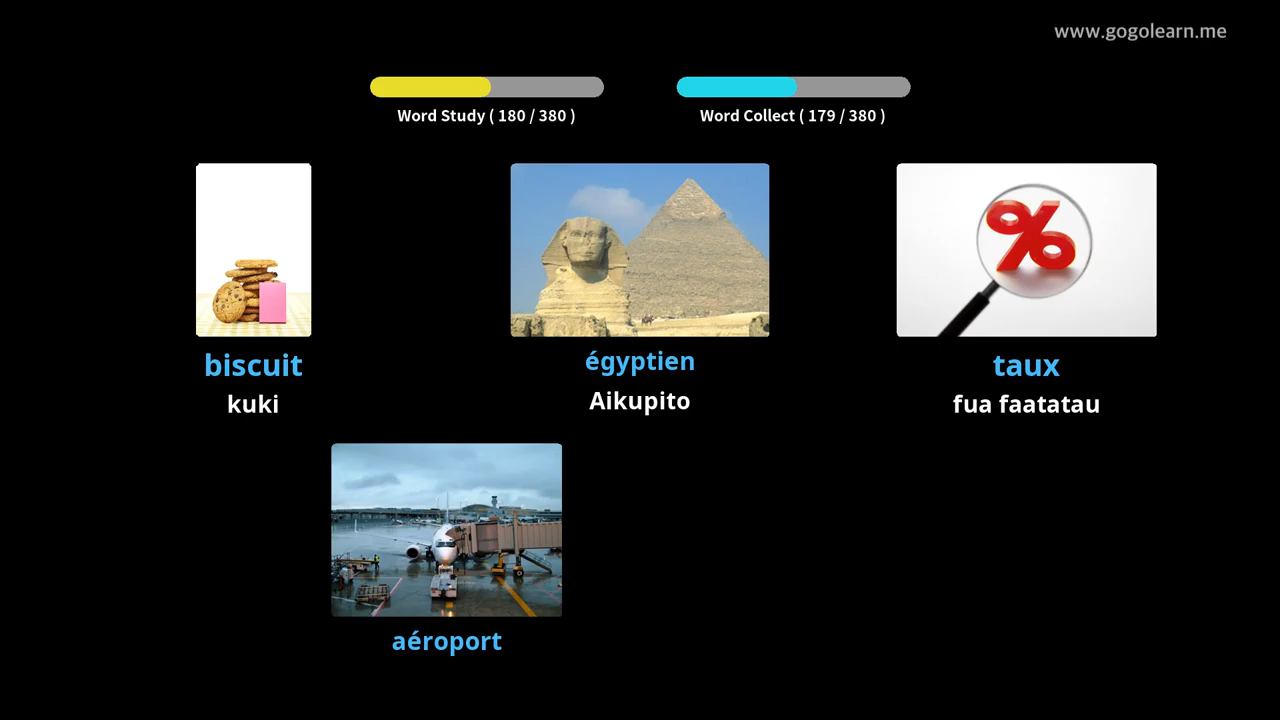 www.gogolearn.me
Word Study ( 180 / 380 )
Word Collect ( 179 / 380 )
biscuit
kuki
égyptien
Aikupito
taux
fua faatatau
%
aéroport